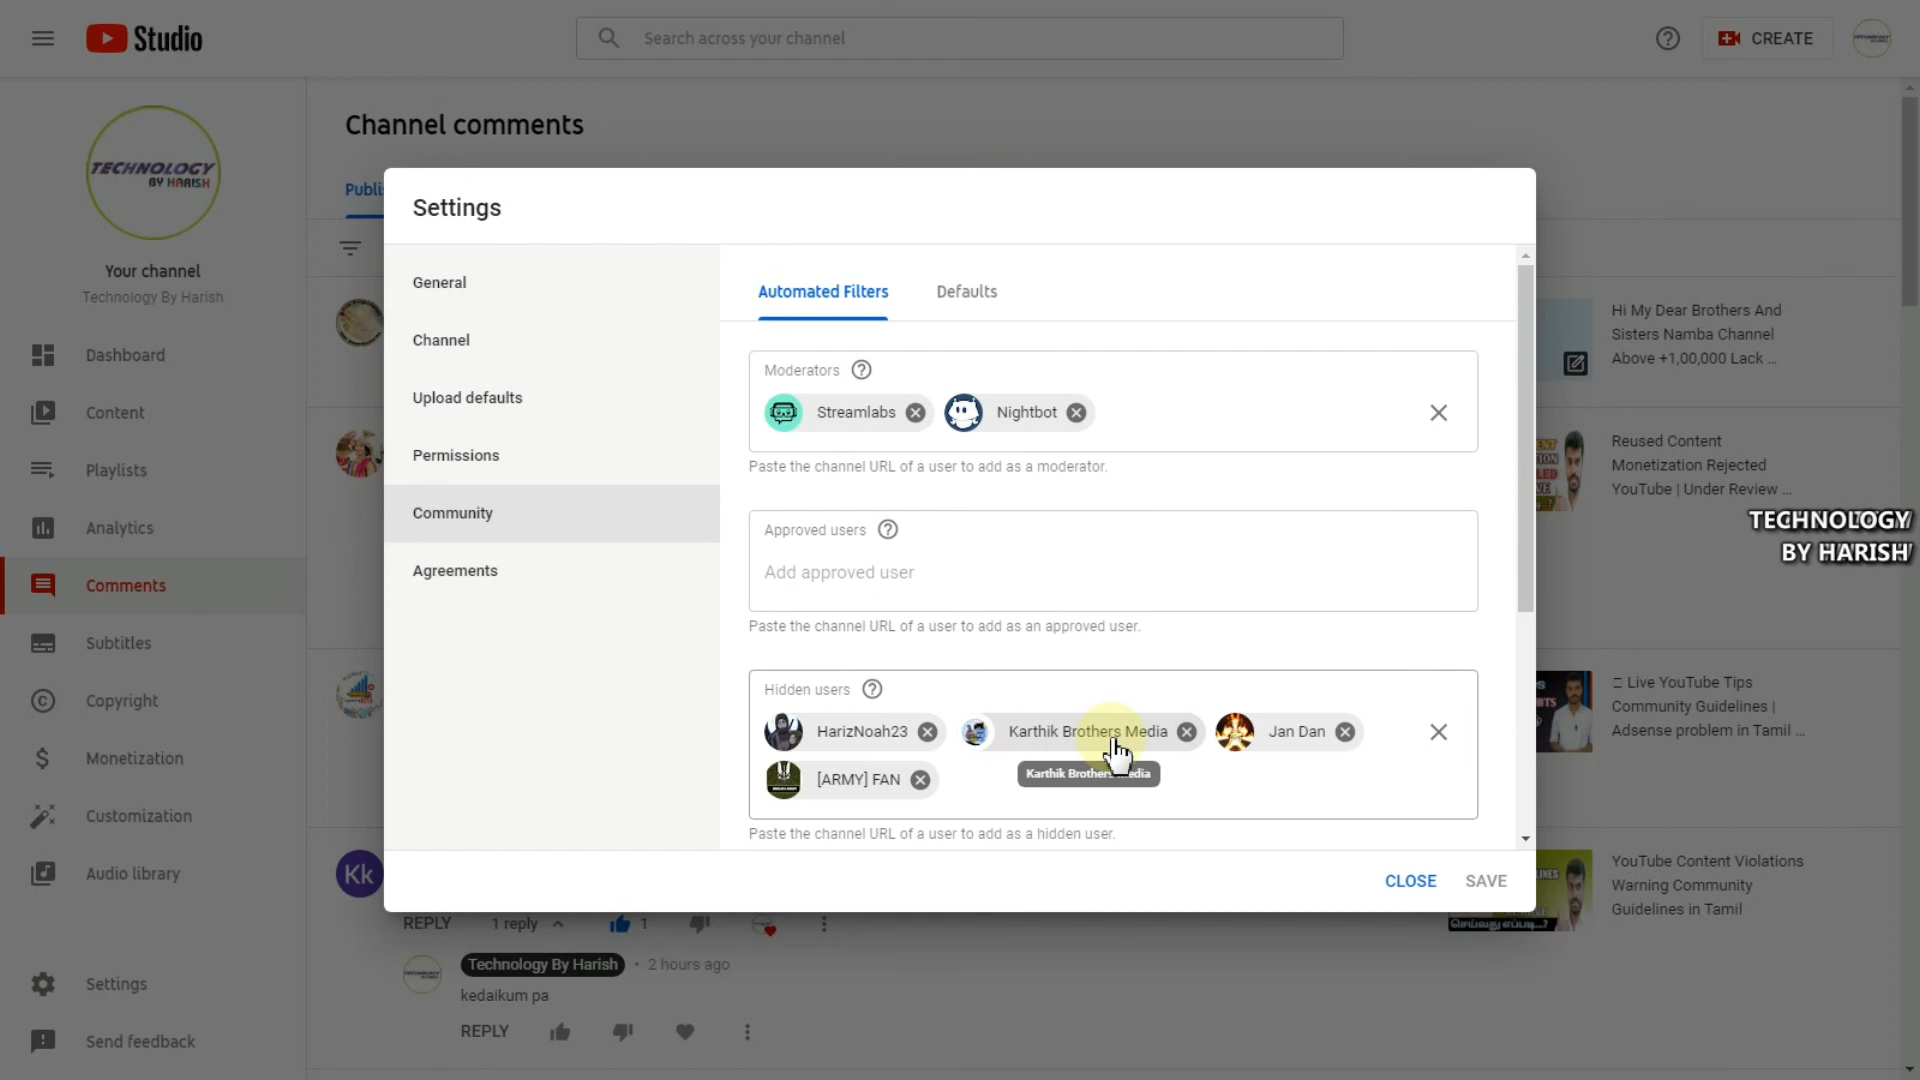 Studio
Search across your channel
CREATE
TECHNOLOGY
BY HARISH
Your channel
Technology By Harish
Dashboard
Content
Playlists
Analytics
Comments
Subtitles
Copyright
Monetization
Customization
Audio library
Settings
Send feedback
Channel comments
Settings
General
Channel
Upload defaults
Permissions
Community
Agreements
Automated Filters
Defaults
Moderators
Streamlabs
Nightbot
Paste the channel URL of a user to add as a moderator.
Approved users
Add approved user
Paste the channel URL of a user to add as an approved user.
Hidden users
HarizNoah23
Karthik Brothers Media
Jan Dan
[ARMY] FAN
Paste the channel URL of a user to add as a hidden user.
CLOSE
SAVE
Hi My Dear Brothers And
Sisters Namba Channel
Above +1,00,000 Lack ...
Reused Content
Monetization Rejected
YouTube | Under Review ...
TECHNOLOGY
BY HARISH
Live YouTube Tips
Community Guidelines |
Adsense problem in Tamil ...
YouTube Content Violations
Warning Community
Guidelines in Tamil
Kk
REPLY
1 reply
1
Technology By Harish
• 2 hours ago
kedaikum pa
REPLY